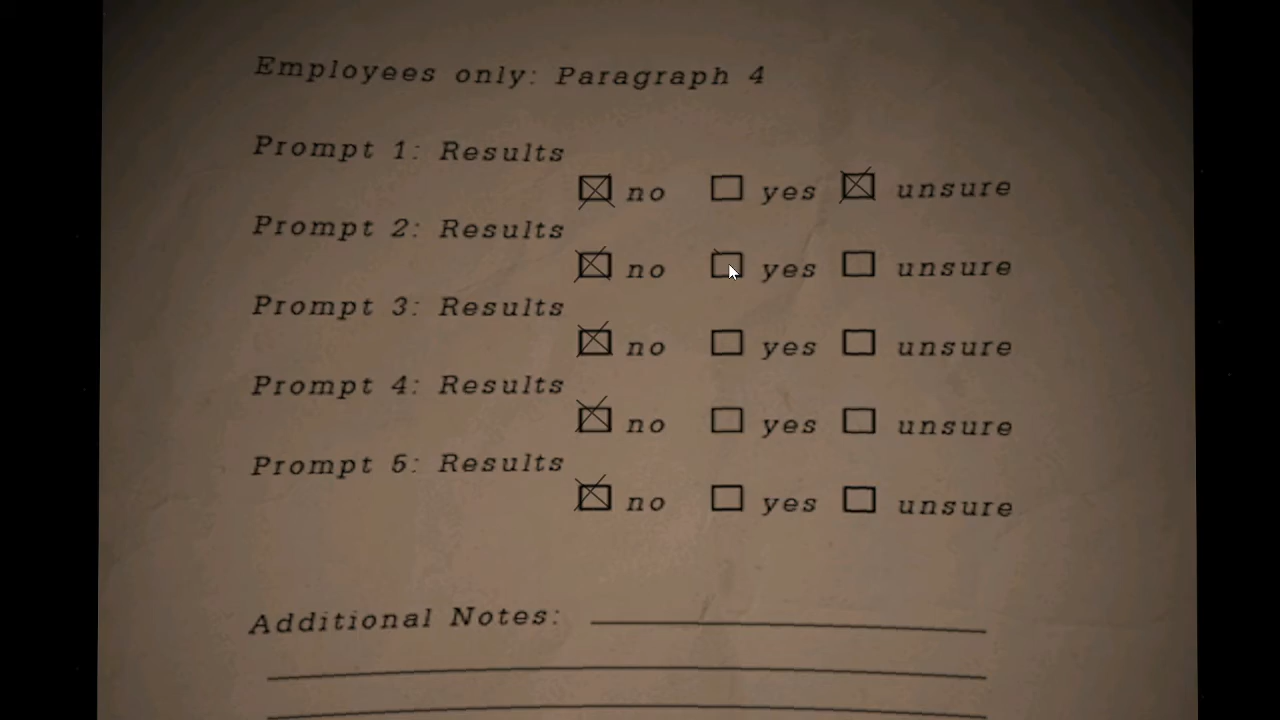 Employees only: Paragraph 4
Prompt 1: Results
no yes unsure
Prompt 2: Results
no yes unsure
Prompt 3: Results
no yes unsure
Prompt 4: Results
no yes unsure
Prompt 5: Results
no yes unsure
Additional Notes: